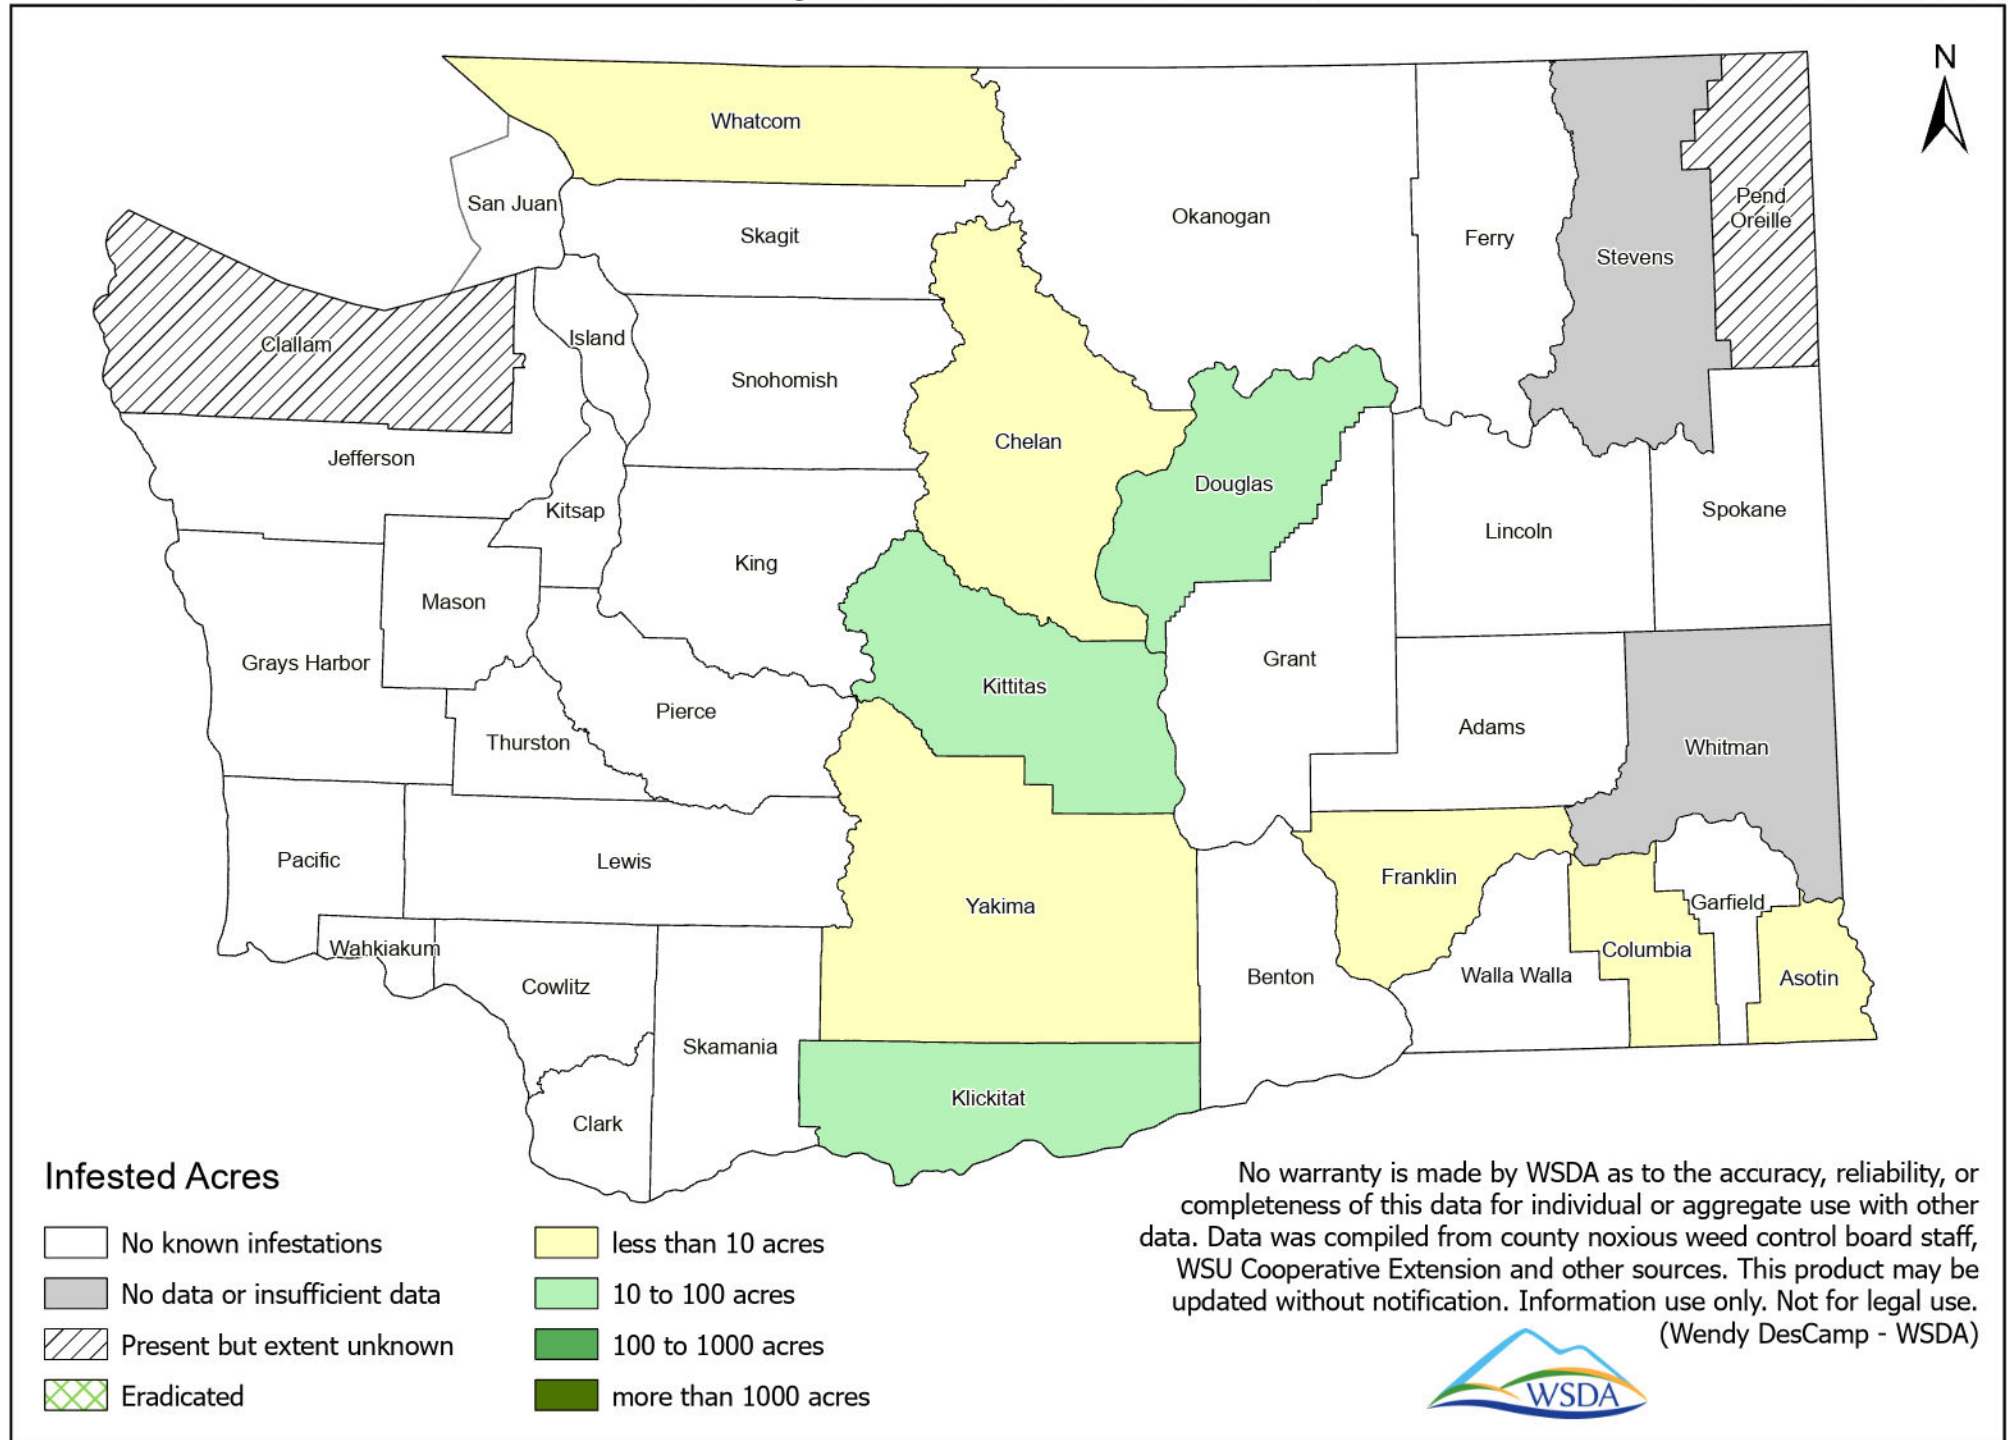 N
Whatcom
San Juan
Skagit
Okanogan
Ferry
Stevens
Pend
Oreille
Clallam
Island
Snohomish
Chelan
Douglas
Jefferson
Kitsap
King
Lincoln
Spokane
Mason
Grays Harbor
Kittitas
Grant
Pierce
Thurston
Adams
Whitman
Pacific
Lewis
Yakima
Franklin
Garfield
Wahkiakum
Columbia
Cowlitz
Benton
Walla Walla
Asotin
Skamania
Klickitat
Clark
Infested Acres
No known infestations
No data or insufficient data
Present but extent unknown
Eradicated
less than 10 acres
10 to 100 acres
100 to 1000 acres
more than 1000 acres
No warranty is made by WSDA as to the accuracy, reliability, or
completeness of this data for individual or aggregate use with other
data. Data was compiled from county noxious weed control board staff,
WSU Cooperative Extension and other sources. This product may be
updated without notification. Information use only. Not for legal use.
(Wendy DesCamp - WSDA)
WSDA